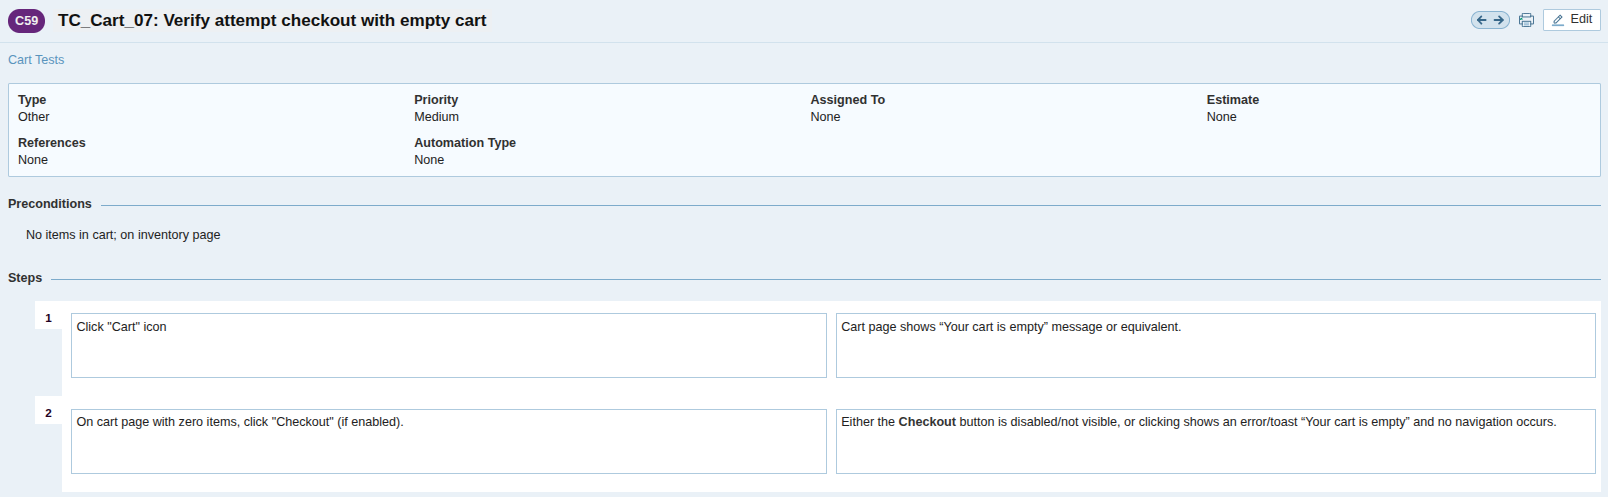 C59 TC_Cart_07: Verify attempt checkout with empty cart Edit
Cart Tests
Type Priority Assigned To Estimate
Other Medium None None
References Automation Type
None None
Preconditions
No items in cart; on inventory page
Steps
1 Click "Cart" icon Cart page shows “Your cart is empty” message or equivalent.
2 On cart page with zero items, click "Checkout" (if enabled). Either the Checkout button is disabled/not visible, or clicking shows an error/toast “Your cart is empty” and no navigation occurs.